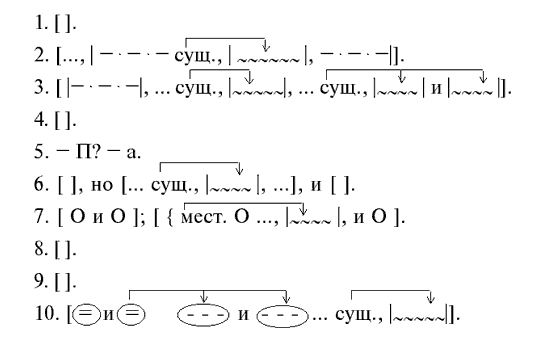 1. [ ].
2. [..., | – · – · – сущ., | ~~~~~~ |, – · – · –|].
3. [ |– · – · –|, ... сущ., |~~~~~|, ... сущ., |~~~~ | и |~~~~ |].
4. [ ].
5. – П? – а.
6. [ ], но [... сущ., |~~~~ |, ...], и [ ].
7. [ О и О ]; [ { мест. О ..., |~~~~ |, и О ].
8. [ ].
9. [ ].
10. [= и = - - - и - - - ... сущ., |~~~~~|].